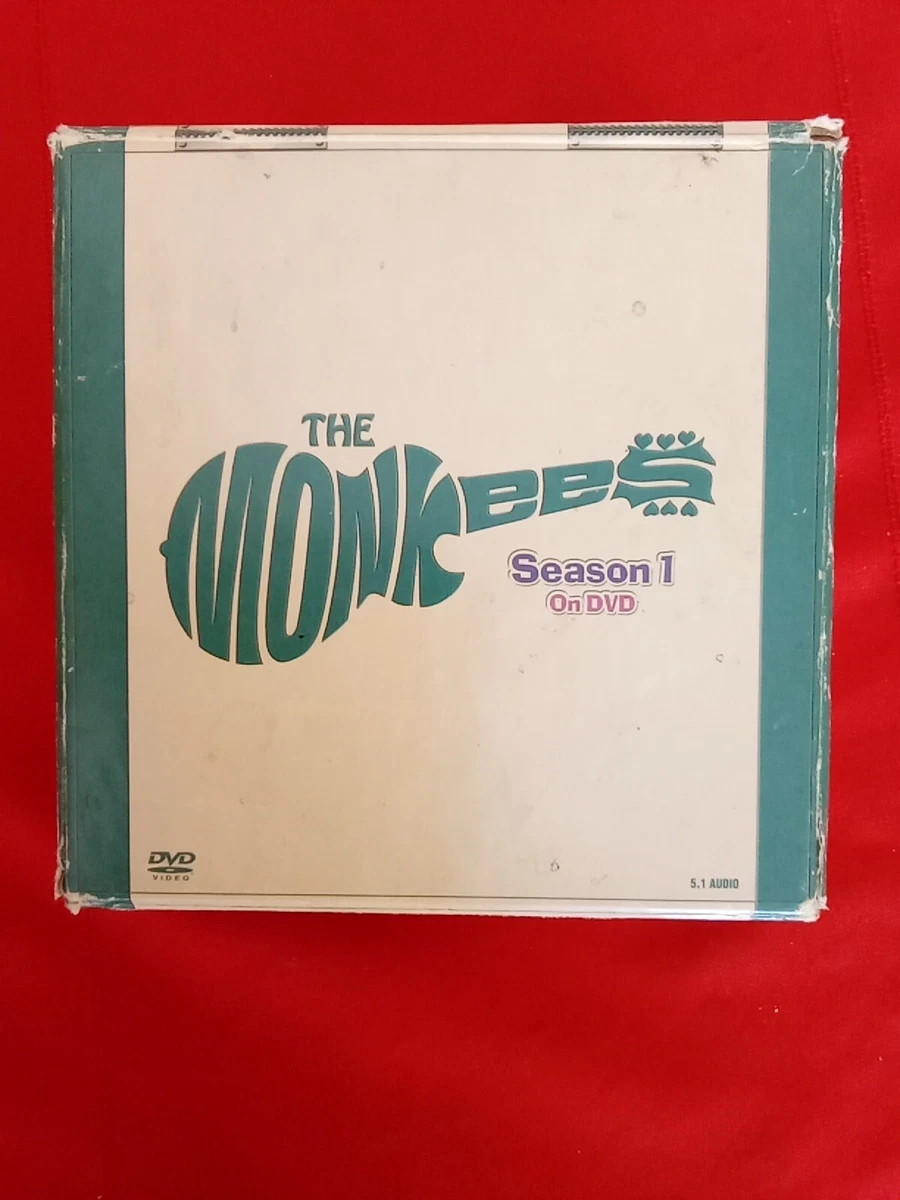 THE
MONKEES
Season 1
On DVD
DVD
VIDEO
5.1 AUDIO